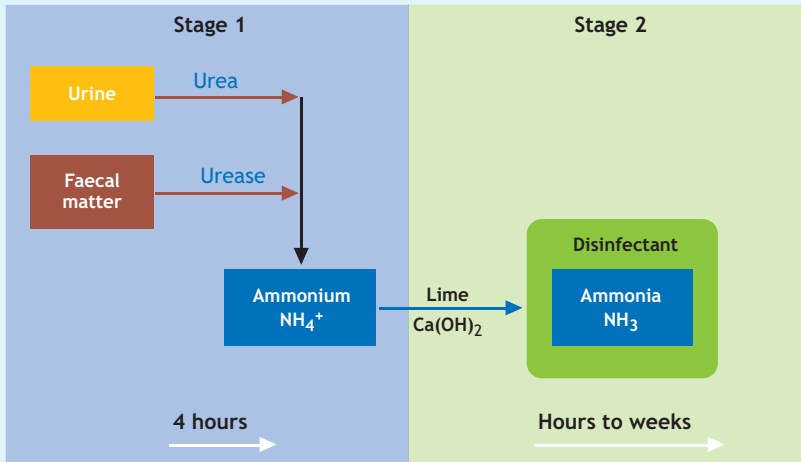 Stage 1
Stage 2
Urine
Urea
Faecal
matter
Urease
Ammonium
NH₄⁺
Lime
Ca(OH)₂
Disinfectant
Ammonia
NH₃
4 hours
Hours to weeks